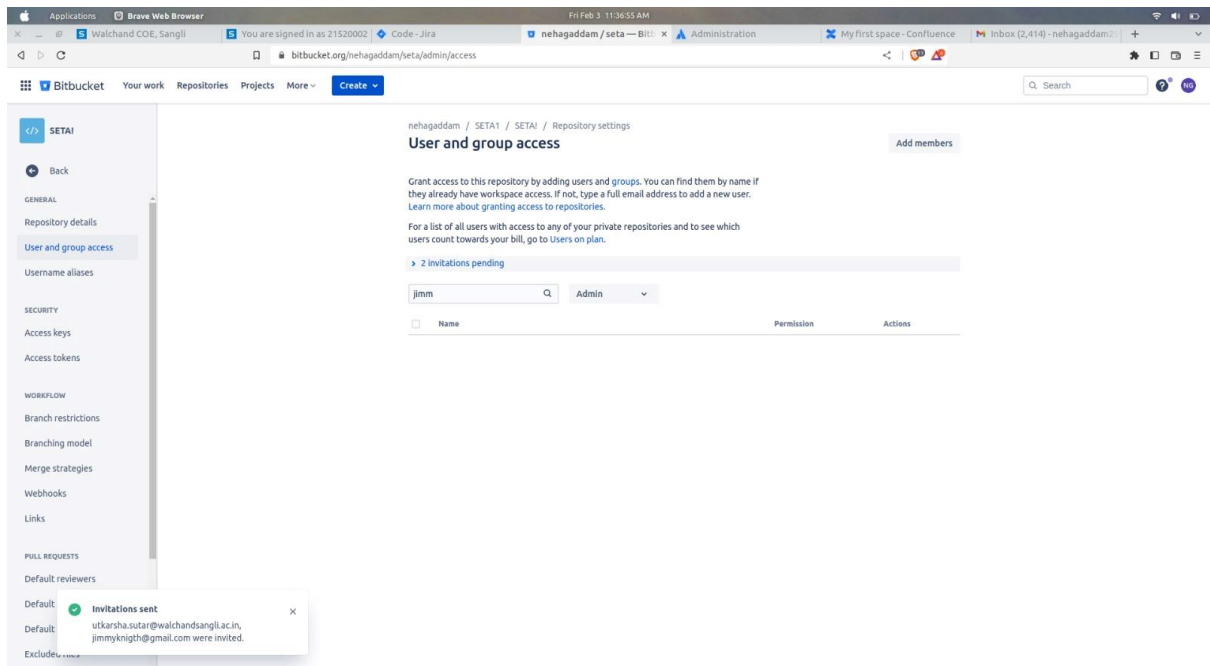 Applications Brave Web Browser Fri Feb 3 11:36:55 AM
Walchand COE, Sangli You are signed in as 21520002 Code - Jira nehagaddam / seta — Bit Administration My first space - Confluence Inbox (2,414) - nehagaddam2
bitbucket.org/nehagaddam/seta/admin/access
Bitbucket Your work Repositories Projects More Create Search NG
SETA!
Back
GENERAL
Repository details
User and group access
Username aliases
SECURITY
Access keys
Access tokens
WORKFLOW
Branch restrictions
Branching model
Merge strategies
Webhooks
Links
PULL REQUESTS
Default reviewers
Default
Default
Excluded files
nehagaddam / SETA1 / SETA! / Repository settings
User and group access
Add members
Grant access to this repository by adding users and groups. You can find them by name if
they already have workspace access. If not, type a full email address to add a new user.
Learn more about granting access to repositories.
For a list of all users with access to any of your private repositories and to see which
users count towards your bill, go to Users on plan.
> 2 invitations pending
jimm Admin
Name Permission Actions
Invitations sent
utkarsha.sutar@walchandsangli.ac.in,
jimmyknigth@gmail.com were invited.